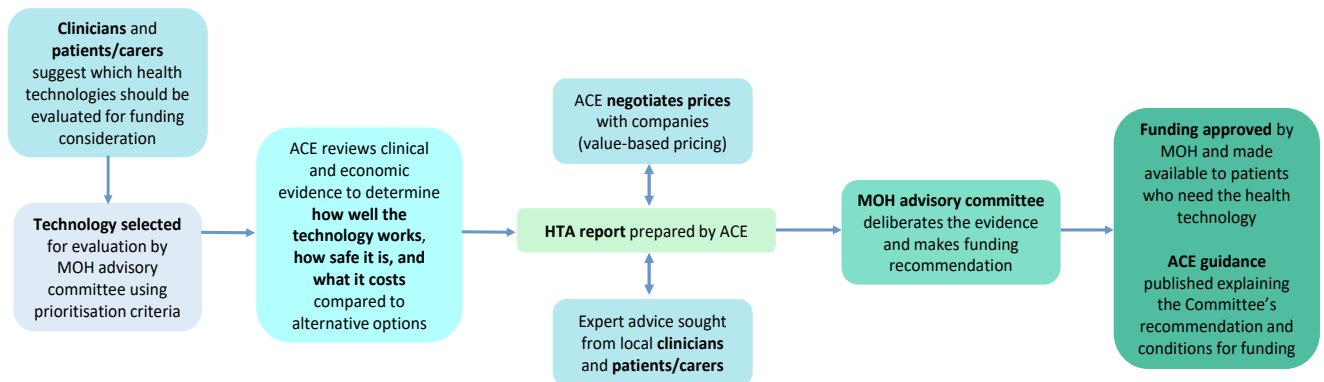 Clinicians and
patients/carers
suggest which health
technologies should be
evaluated for funding
consideration
Technology selected
for evaluation by
MOH advisory
committee using
prioritisation criteria
ACE reviews clinical
and economic
evidence to determine
how well the
technology works,
how safe it is, and
what it costs
compared to
alternative options
ACE negotiates prices
with companies
(value-based pricing)
HTA report prepared by ACE
Expert advice sought
from local clinicians
and patients/carers
MOH advisory committee
deliberates the evidence
and makes funding
recommendation
Funding approved by
MOH and made
available to patients
who need the health
technology
ACE guidance
published explaining
the Committee’s
recommendation and
conditions for funding